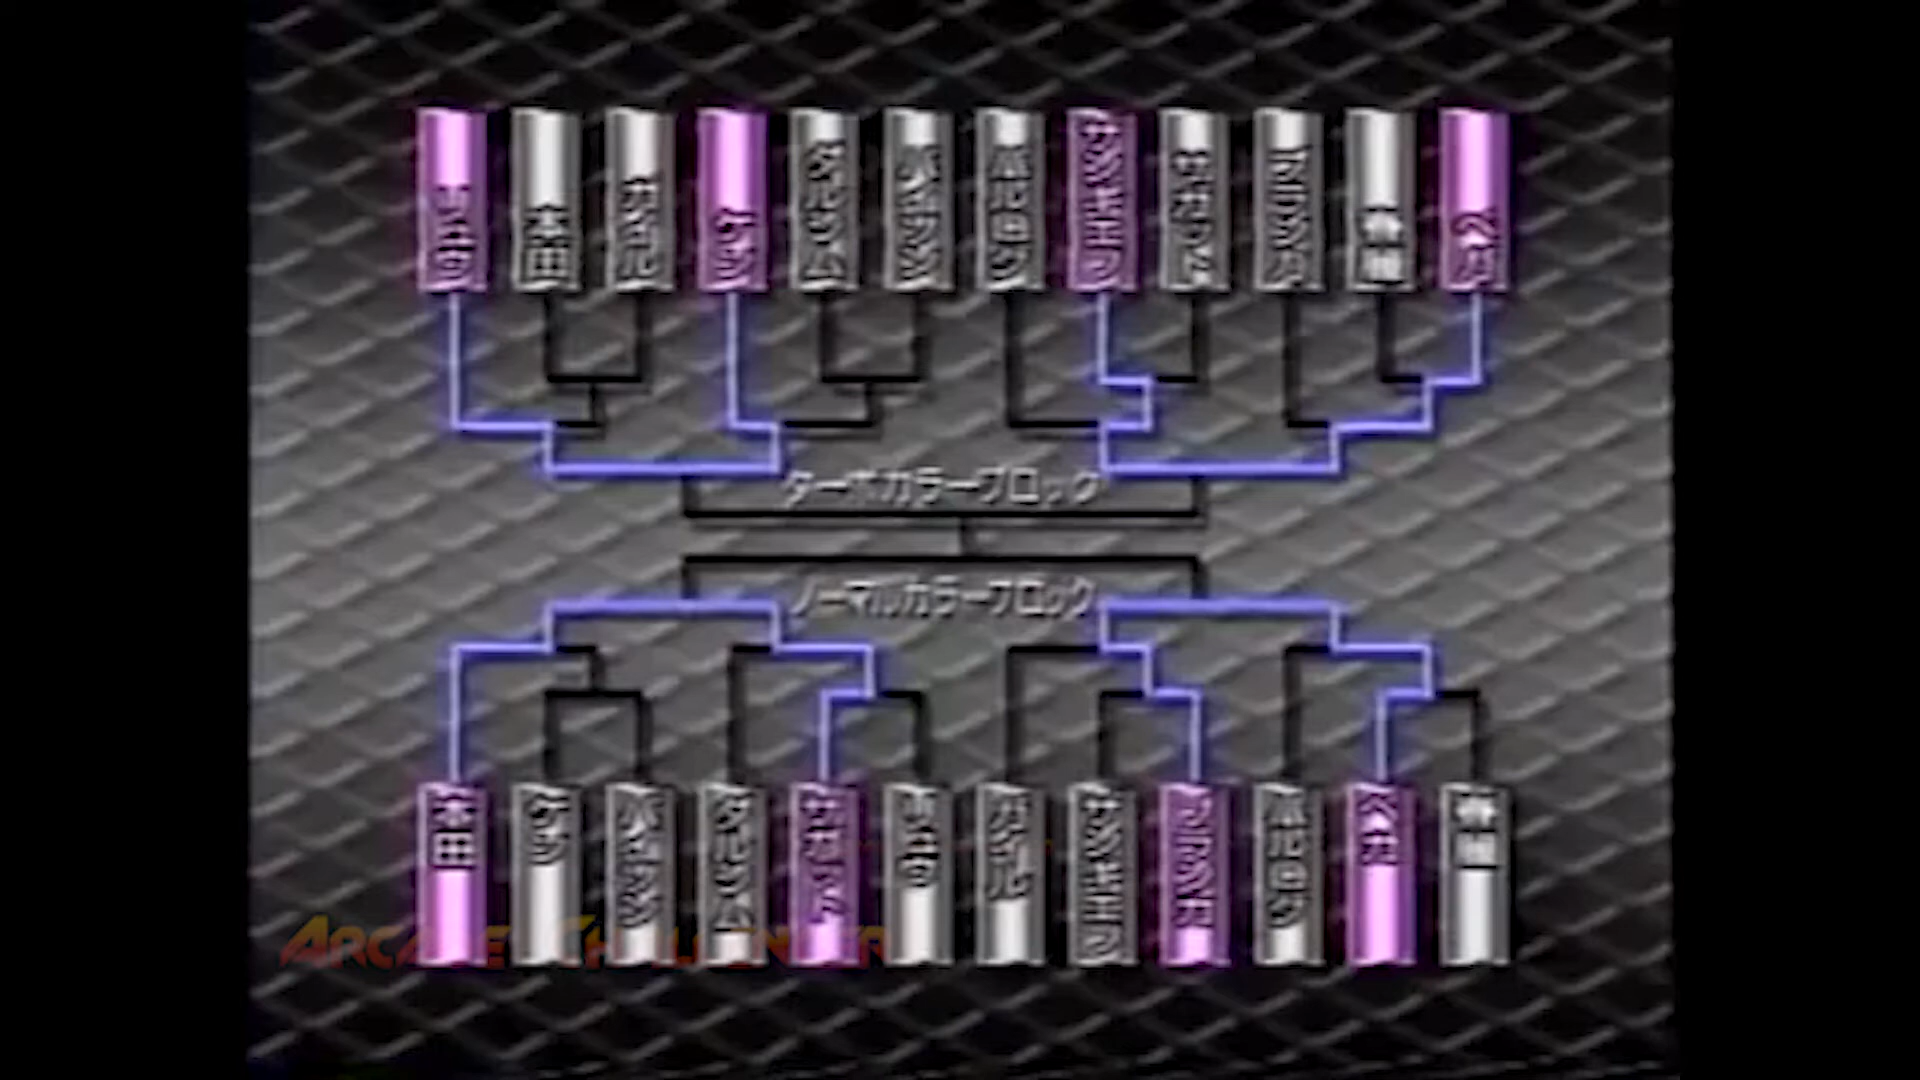 リュウ
本田
ガイル
ケン
ダルシム
バイソン
バルログ
ザンギエフ
サガット
ブランカ
春麗
ベガ
ターボカラーブロック
ノーマルカラーブロック
本田
ケン
バイソン
ダルシム
サガット
リュウ
ガイル
ザンギエフ
ブランカ
バルログ
ベガ
春麗
ARCADE CHALLENGER